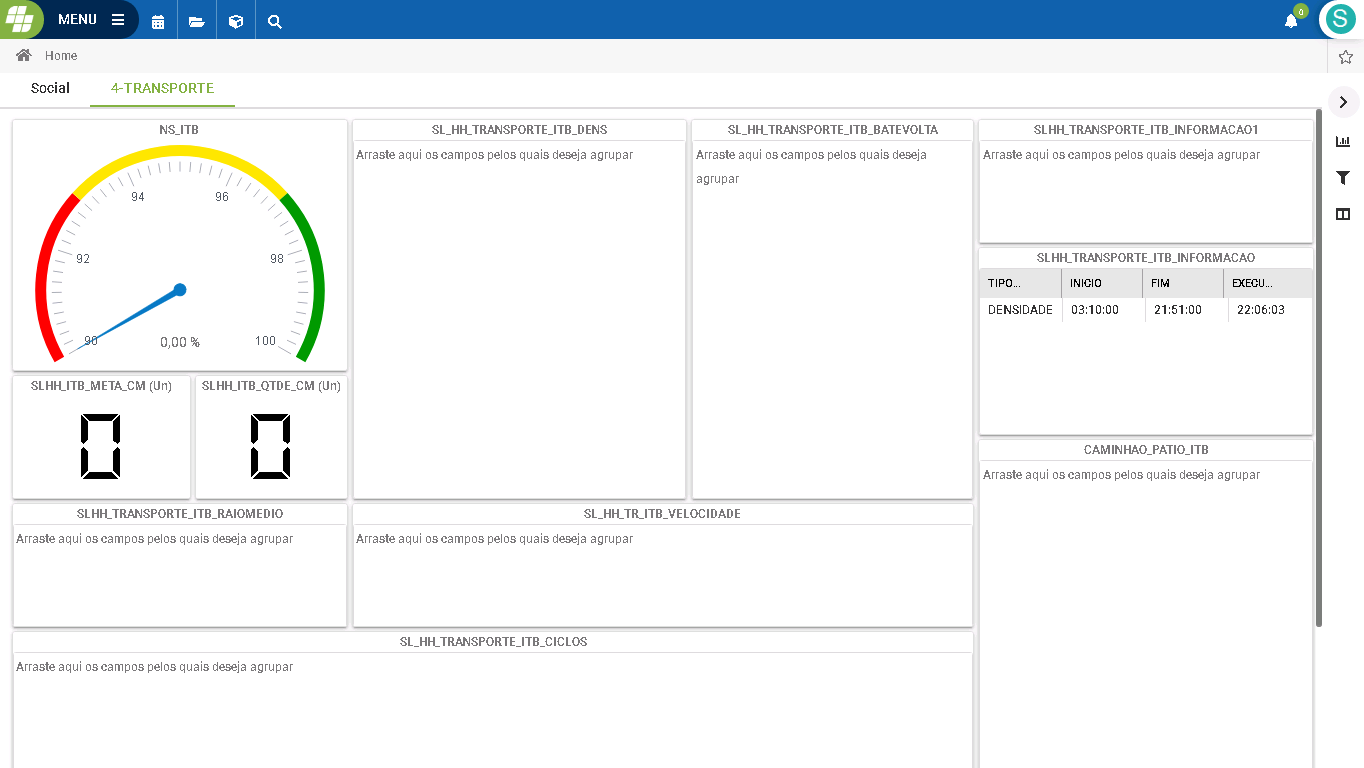 MENU
0
S
Home
Social
4-TRANSPORTE
NS_ITB
94
96
92
98
90
0,00 %
100
SLHH_ITB_META_CM (Un)
0
SLHH_ITB_QTDE_CM (Un)
0
SL_HH_TRANSPORTE_ITB_DENS
Arraste aqui os campos pelos quais deseja agrupar
SL_HH_TRANSPORTE_ITB_BATEVOLTA
Arraste aqui os campos pelos quais deseja
agrupar
SLHH_TRANSPORTE_ITB_INFORMACAO1
Arraste aqui os campos pelos quais deseja agrupar
SLHH_TRANSPORTE_ITB_INFORMACAO
TIPO... INICIO FIM EXECU...
DENSIDADE 03:10:00 21:51:00 22:06:03
CAMINHAO_PATIO_ITB
Arraste aqui os campos pelos quais deseja agrupar
SLHH_TRANSPORTE_ITB_RAIOMEDIO
Arraste aqui os campos pelos quais deseja agrupar
SL_HH_TR_ITB_VELOCIDADE
Arraste aqui os campos pelos quais deseja agrupar
SL_HH_TRANSPORTE_ITB_CICLOS
Arraste aqui os campos pelos quais deseja agrupar